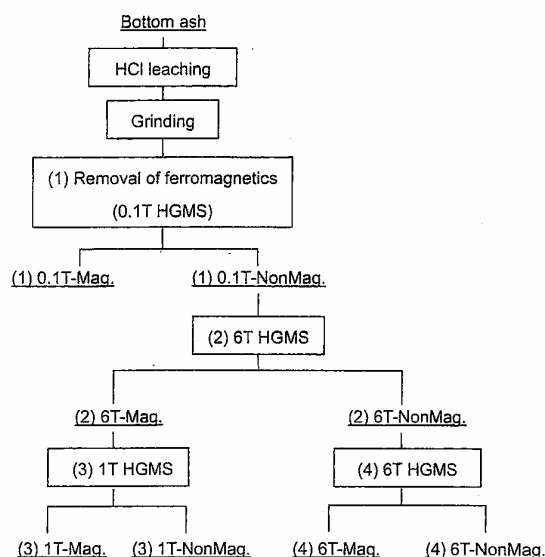 Bottom ash
HCl leaching
Grinding
(1) Removal of ferromagnetics
(0.1T HGMS)
(1) 0.1T-Mag.
(1) 0.1T-NonMag.
(2) 6T HGMS
(2) 6T-Mag.
(2) 6T-NonMag.
(3) 1T HGMS
(4) 6T HGMS
(3) 1T-Mag.
(3) 1T-NonMag.
(4) 6T-Mag.
(4) 6T-NonMag.